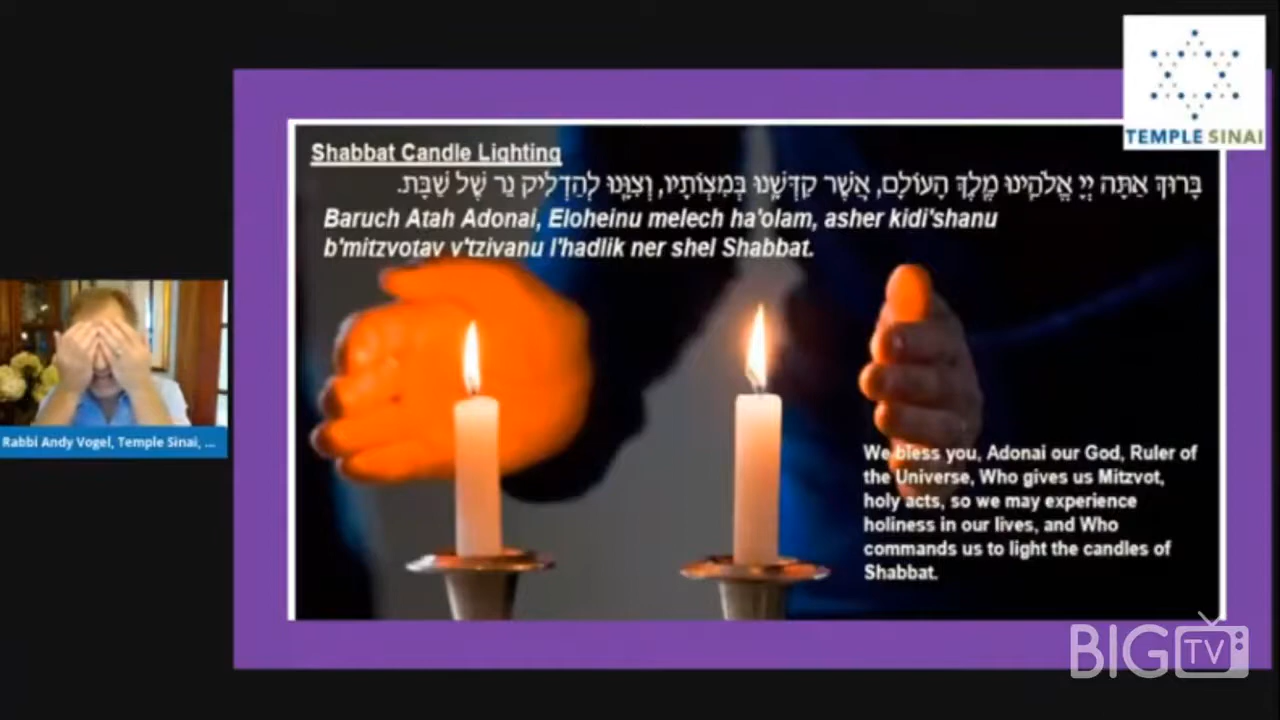 TEMPLE SINAI
Shabbat Candle Lighting
בָּרוּךְ אַתָּה יְיָ אֱלֹהֵינוּ מֶלֶךְ הָעוֹלָם, אֲשֶׁר קִדְּשָׁנוּ בְּמִצְוֹתָיו, וְצִוָּנוּ לְהַדְלִיק נֵר שֶׁל שַׁבָּת.
Baruch Atah Adonai, Eloheinu melech ha'olam, asher kidi'shanu
b'mitzvotav v'tzivanu l'hadlik ner shel Shabbat.
Rabbi Andy Vogel, Temple Sinai, ...
We bless you, Adonai our God, Ruler of
the Universe, Who gives us Mitzvot,
holy acts, so we may experience
holiness in our lives, and Who
commands us to light the candles of
Shabbat.
BIG TV